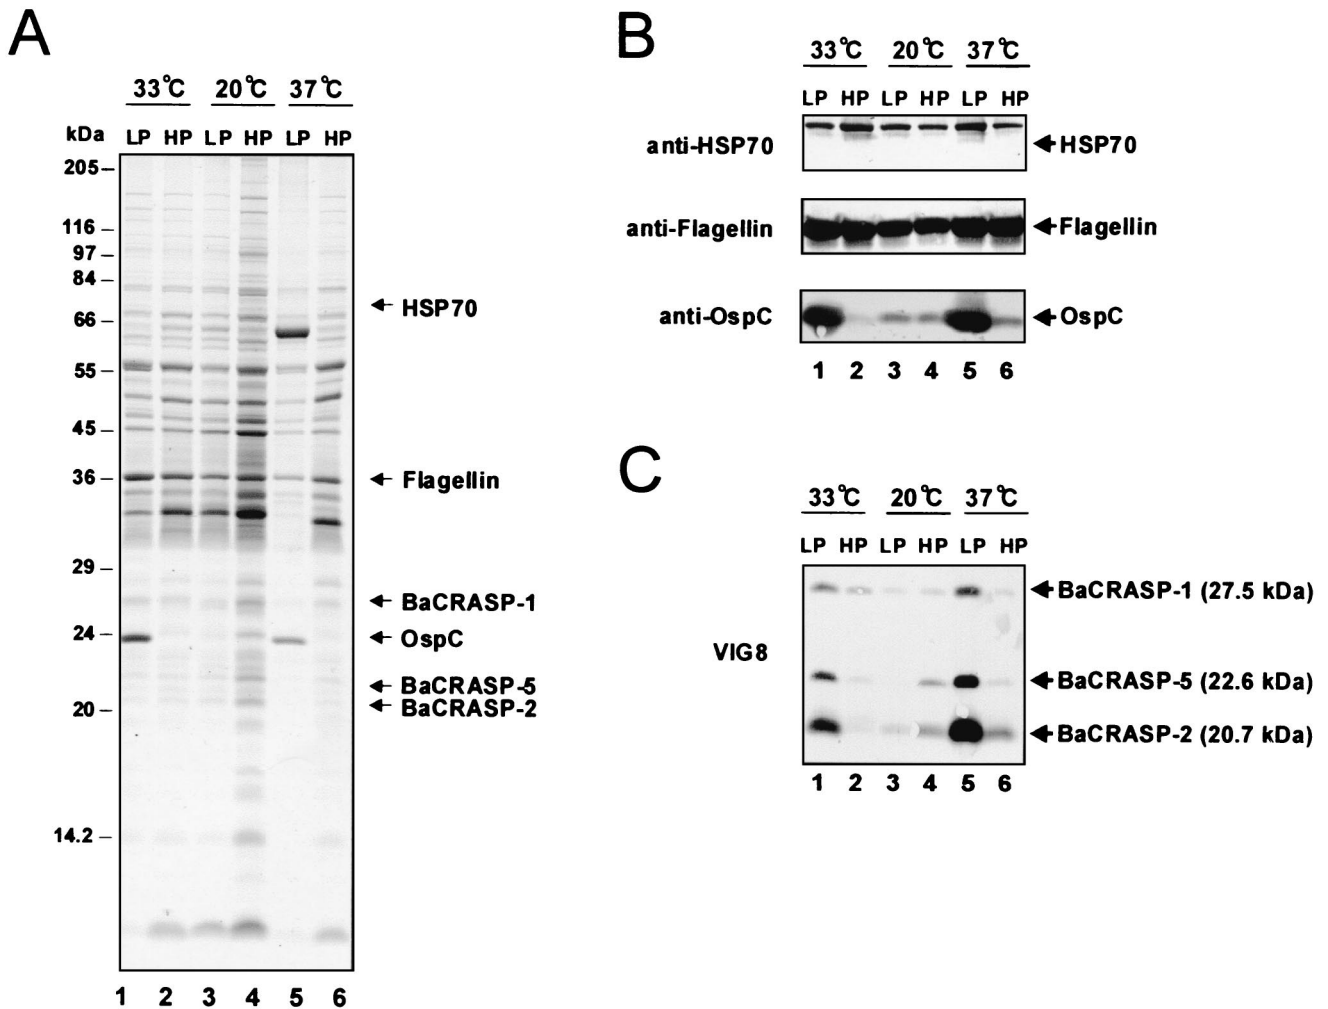 A
33°C 20°C 37°C
kDa LP HP LP HP LP HP
205
116
97
84
66
55
45
36
29
24
20
14.2
HSP70
Flagellin
BaCRASP-1
OspC
BaCRASP-5
BaCRASP-2
1 2 3 4 5 6
B
33°C 20°C 37°C
LP HP LP HP LP HP
anti-HSP70 HSP70
anti-Flagellin Flagellin
anti-OspC OspC
1 2 3 4 5 6
C
33°C 20°C 37°C
LP HP LP HP LP HP
BaCRASP-1 (27.5 kDa)
VIG8
BaCRASP-5 (22.6 kDa)
BaCRASP-2 (20.7 kDa)
1 2 3 4 5 6